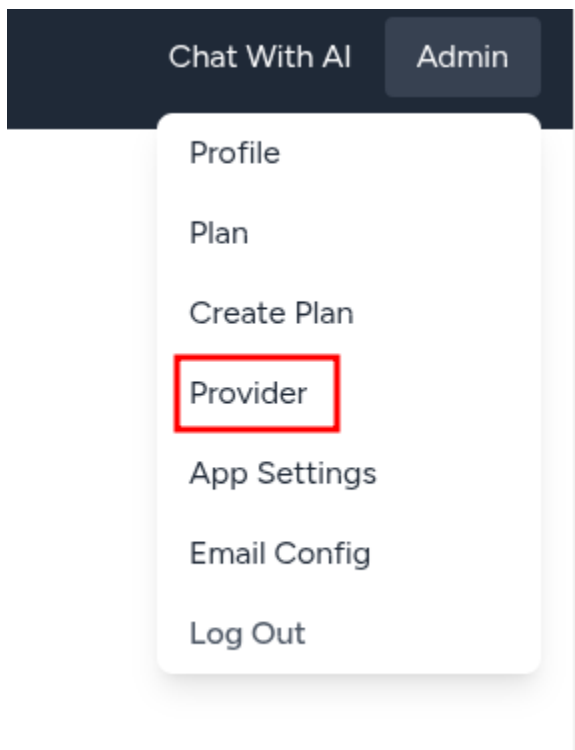 Chat With AI Admin
Profile
Plan
Create Plan
Provider
App Settings
Email Config
Log Out